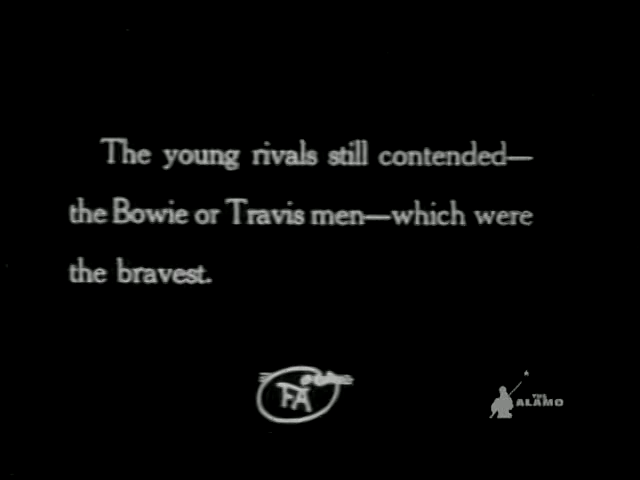 The young rivals still contended—
the Bowie or Travis men—which were
the bravest.
FA
THE
ALAMO